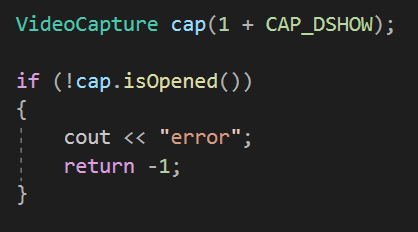 VideoCapture cap(1 + CAP_DSHOW);
if (!cap.isOpened())
{
cout << "error";
return -1;
}